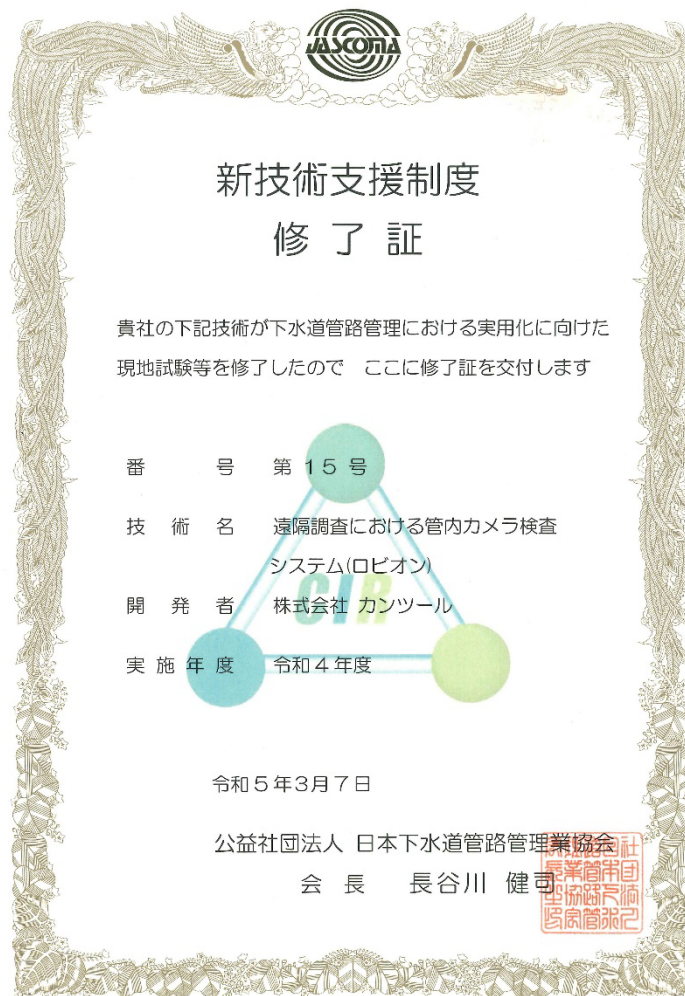 JASCOMA
新技術支援制度
修了証
貴社の下記技術が下水道管路管理における実用化に向けた
現地試験等を修了したので ここに修了証を交付します
番号 第15号
技術名 遠隔調査における管内カメラ検査
システム(ロビオン)
CIR
開発者 株式会社 カンツール
実施年度 令和4年度
令和5年3月7日
公益社団法人 日本下水道管路管理業協会
会長 長谷川 健司